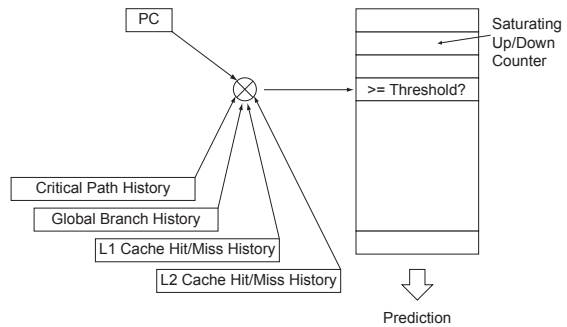 PC
Saturating
Up/Down
Counter
>= Threshold?
Critical Path History
Global Branch History
L1 Cache Hit/Miss History
L2 Cache Hit/Miss History
Prediction